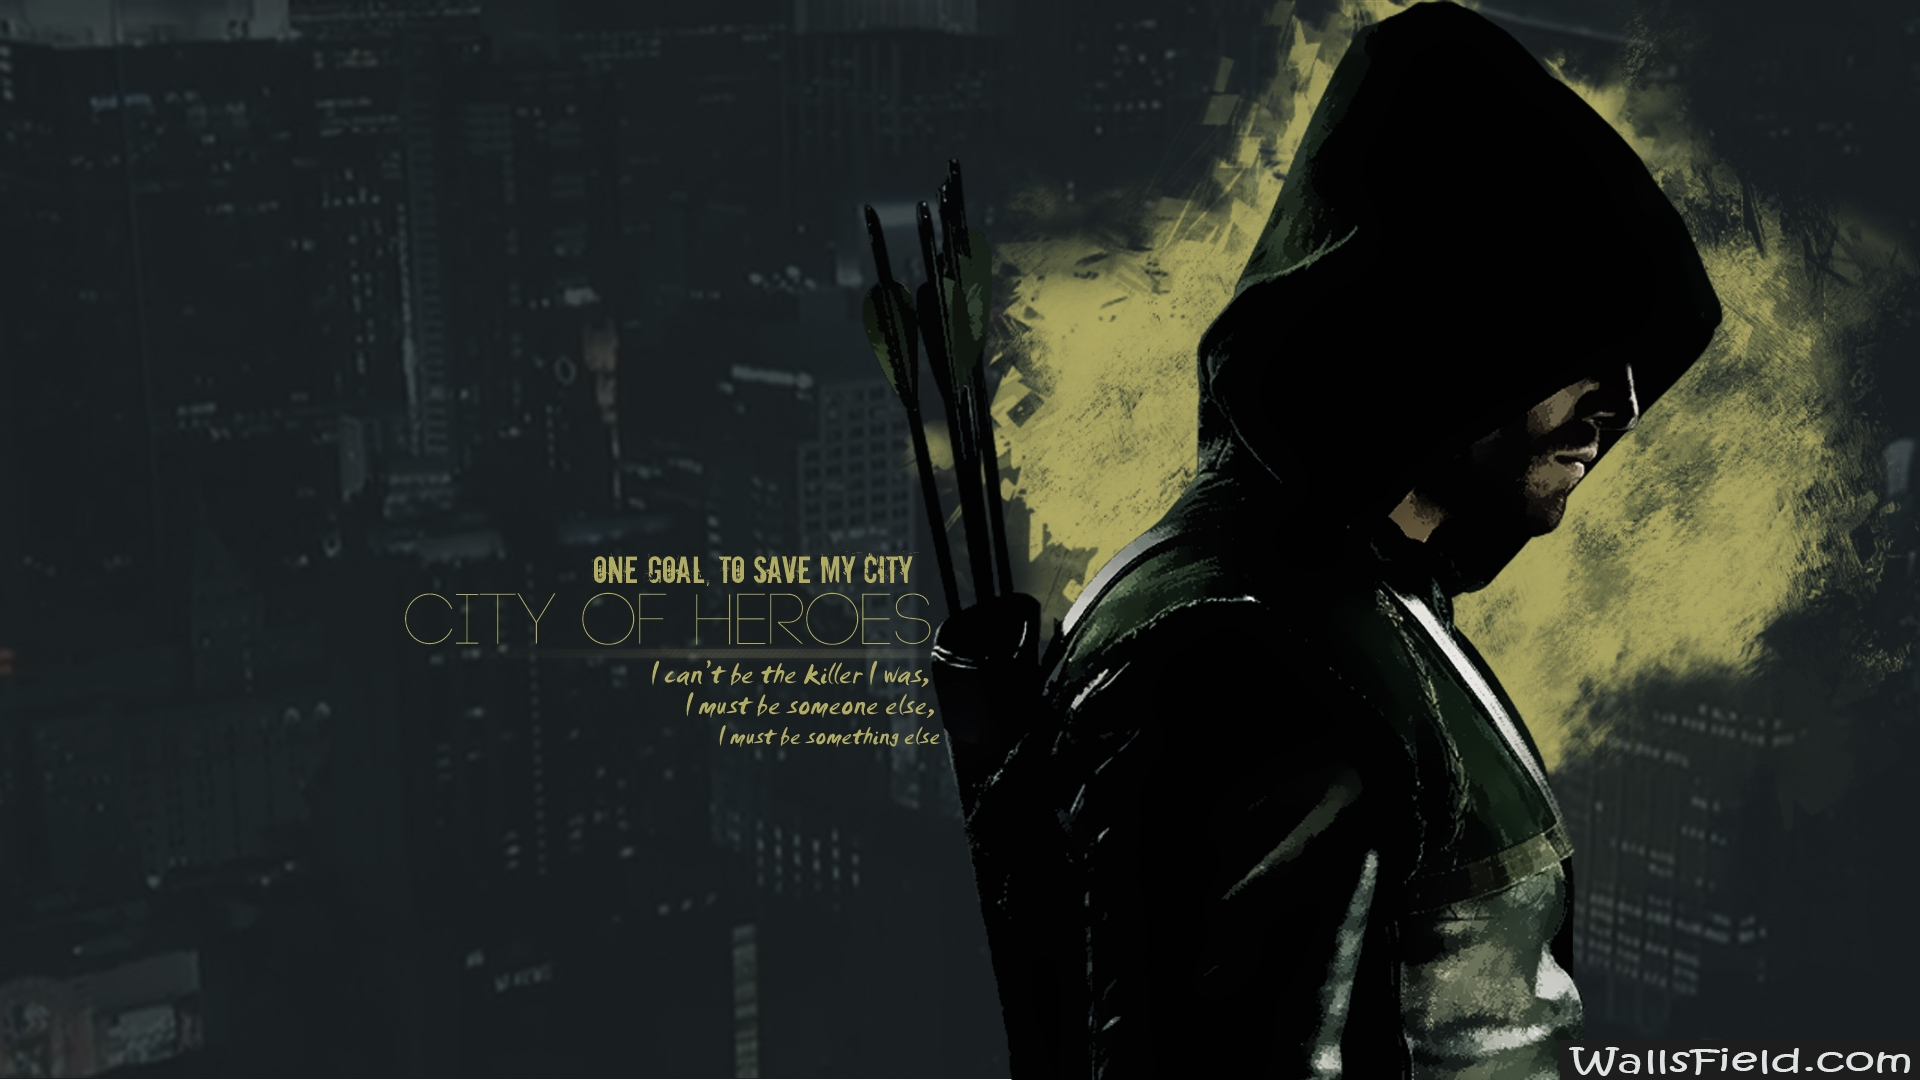 ONE GOAL, TO SAVE MY CITY
CITY OF HEROES
I can't be the killer I was,
I must be someone else,
I must be something else
WallsField.com